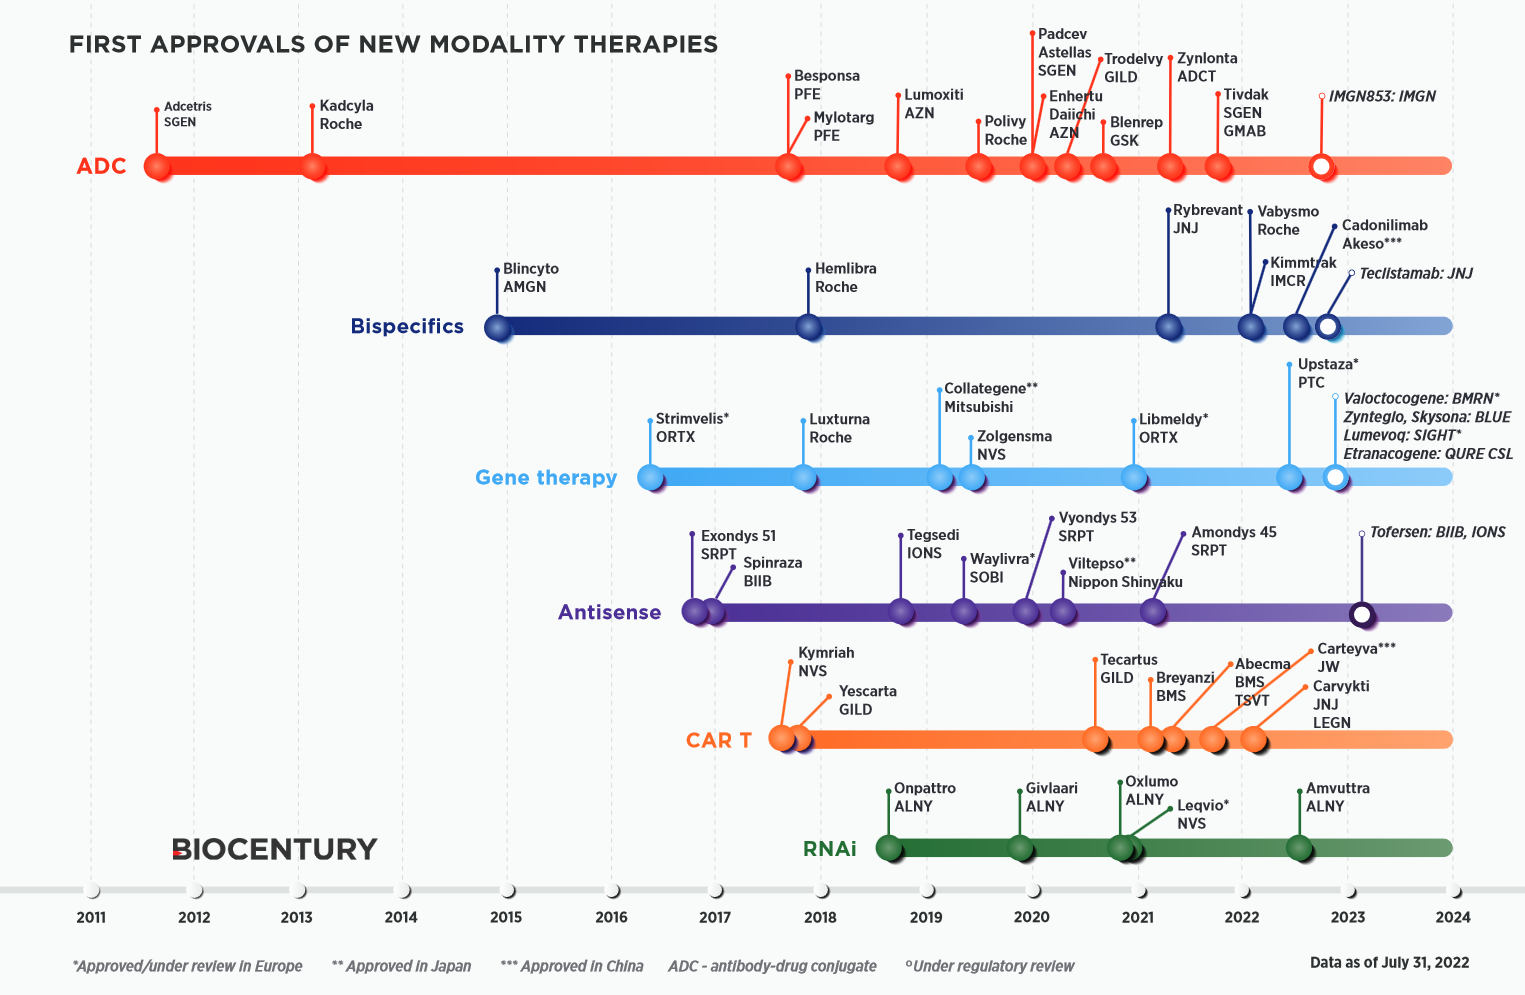 FIRST APPROVALS OF NEW MODALITY THERAPIES
Adcetris
SGEN
Kadcyla
Roche
Besponsa
PFE
Mylotarg
PFE
Lumoxiti
AZN
Polivy
Roche
Padcev
Astellas
SGEN
Enhertu
Daiichi
AZN
Trodelvy
GILD
Blenrep
GSK
Zynlonta
ADCT
Tivdak
SGEN
GMAB
IMGN853: IMGN
ADC
Blincyto
AMGN
Hemlibra
Roche
Rybrevant
JNJ
Vabysmo
Roche
Kimmtrak
IMCR
Cadonilimab
Akeso***
Teclistamab: JNJ
Bispecifics
Strimvelis*
ORTX
Luxturna
Roche
Collategene**
Mitsubishi
Zolgensma
NVS
Libmeldy*
ORTX
Upstaza*
PTC
Valoctocogene: BMRN*
Zynteglo, Skysona: BLUE
Lumevoq: SIGHT*
Etranacogene: QURE CSL
Gene therapy
Exondys 51
SRPT
Spinraza
BIIB
Tegsedi
IONS
Waylivra*
SOBI
Vyondys 53
SRPT
Viltepso**
Nippon Shinyaku
Amondys 45
SRPT
Tofersen: BIIB, IONS
Antisense
Kymriah
NVS
Yescarta
GILD
Tecartus
GILD
Breyanzi
BMS
Abecma
BMS
TSVT
Carteyva***
JW
Carvykti
JNJ
LEGN
CAR T
Onpattro
ALNY
Givlaari
ALNY
Oxlumo
ALNY
Leqvio*
NVS
Amvuttra
ALNY
RNAi
BIOCENTURY
2011 2012 2013 2014 2015 2016 2017 2018 2019 2020 2021 2022 2023 2024
*Approved/under review in Europe ** Approved in Japan *** Approved in China ADC - antibody-drug conjugate °Under regulatory review
Data as of July 31, 2022